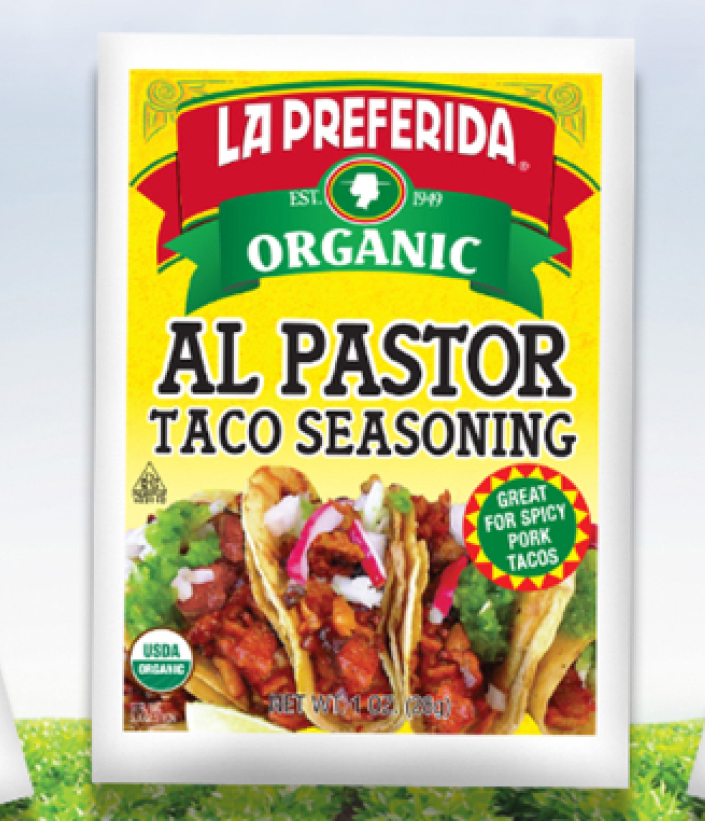 LA PREFERIDA®
EST. 1949
ORGANIC
AL PASTOR
TACO SEASONING
GREAT
FOR SPICY
PORK
TACOS
USDA
ORGANIC
NET WT. 1 OZ. (28g)